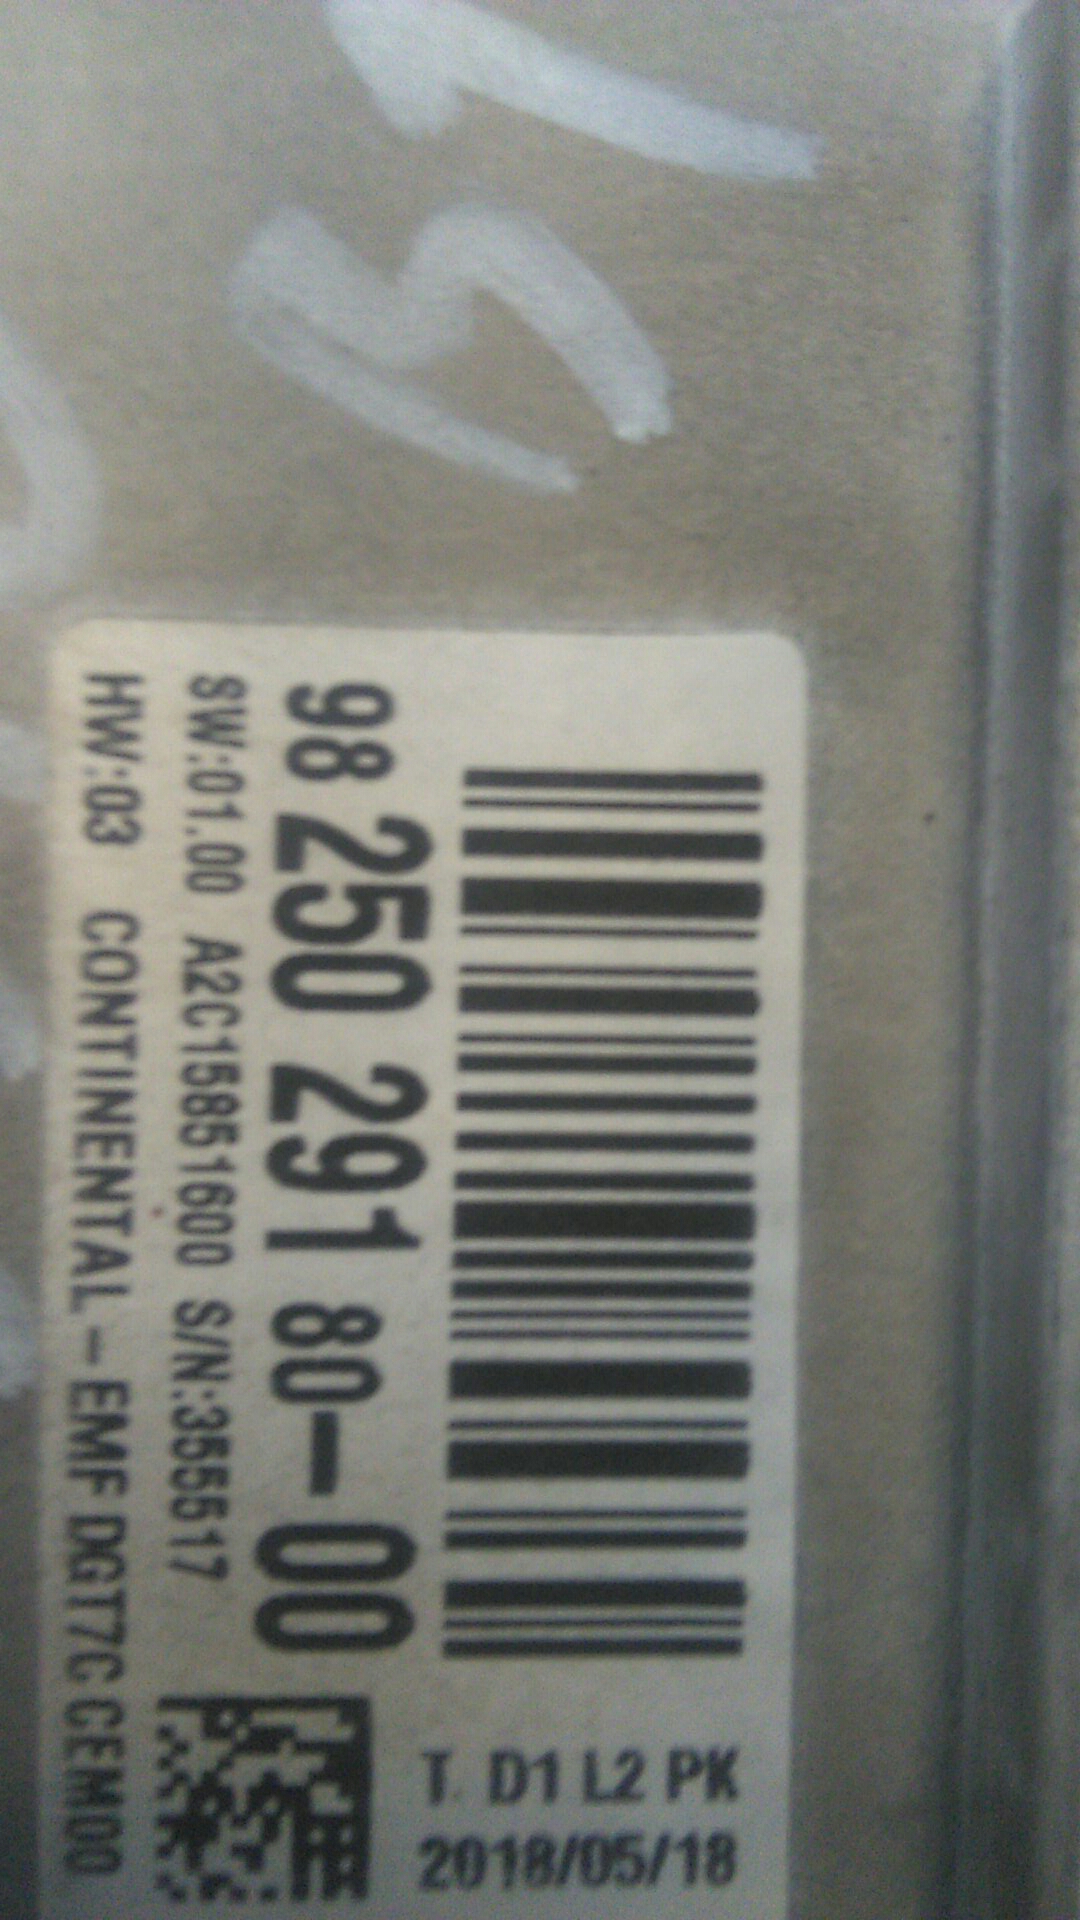 T. D1 L2 PK
2018/05/18
98 250 291 80-00
SW:01.00 A2C15851600 S/N:355517
HW:03 CONTINENTAL - EMF DGT7C CEM00